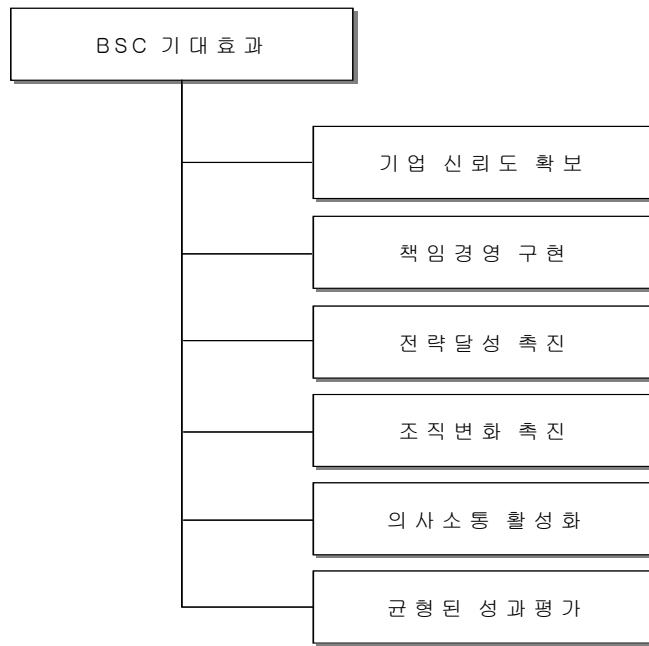 BSC 기대효과
기업 신뢰도 확보
책임경영 구현
전략달성 촉진
조직변화 촉진
의사소통 활성화
균형된 성과평가